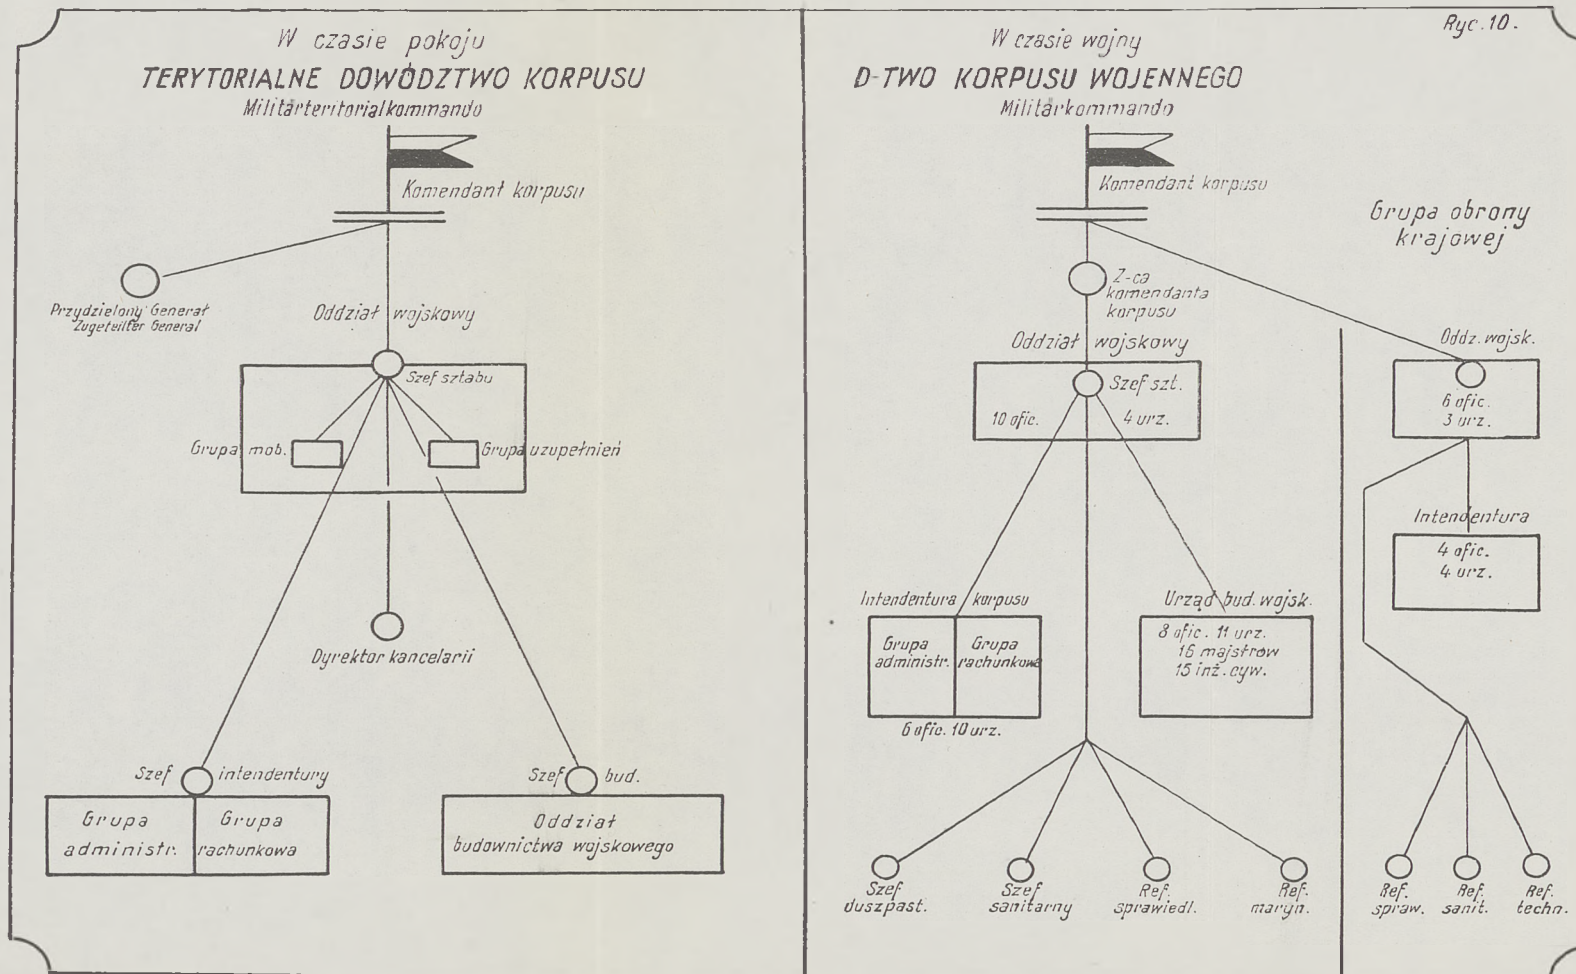 Ryc. 10.
W czasie pokoju
TERYTORIALNE DOWÓDZTWO KORPUSU
Militärteritorialkommando
Komendant korpusu
Przydzielony Generał
Zugeteilter General
Oddział wojskowy
Szef sztabu
Grupa mob.
Grupa uzupełnień
Dyrektor kancelarii
Szef intendentury
Grupa
administr.
Grupa
rachunkowa
Szef bud.
Oddział
budownictwa wojskowego
W czasie wojny
D-TWO KORPUSU WOJENNEGO
Militärkommando
Komendant korpusu
Z-ca
komendanta
korpusu
Oddział wojskowy
Szef szt.
10 ofic. 4 urz.
Intendentura korpusu
Grupa
administr.
Grupa
rachunkowa
6 ofic. 10 urz.
Urząd bud. wojsk.
8 ofic. 11 urz.
16 majstrów
15 inż. cyw.
Szef
duszpast.
Szef
sanitarny
Ref.
sprawiedl.
Ref.
maryn.
Grupa obrony
krajowej
Oddz. wojsk.
6 ofic.
3 urz.
Intendentura
4 ofic.
4 urz.
Ref.
spraw.
Ref.
sanit.
Ref.
techn.